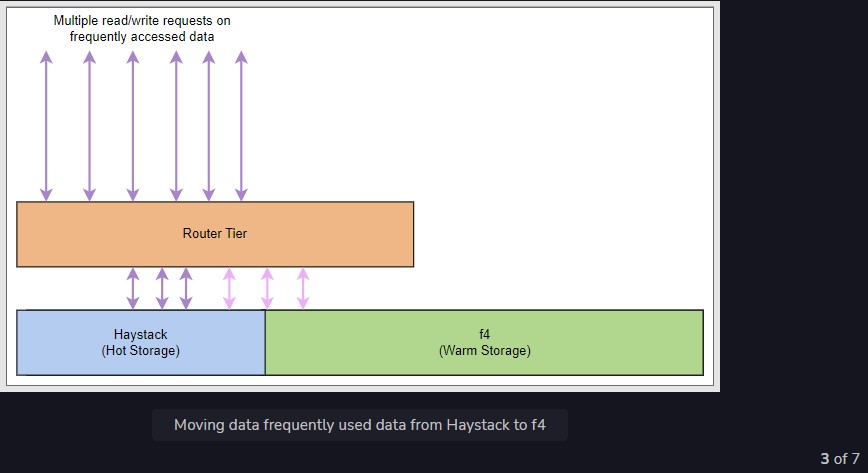 Multiple read/write requests on
frequently accessed data
Router Tier
Haystack
(Hot Storage)
f4
(Warm Storage)
Moving data frequently used data from Haystack to f4
3 of 7